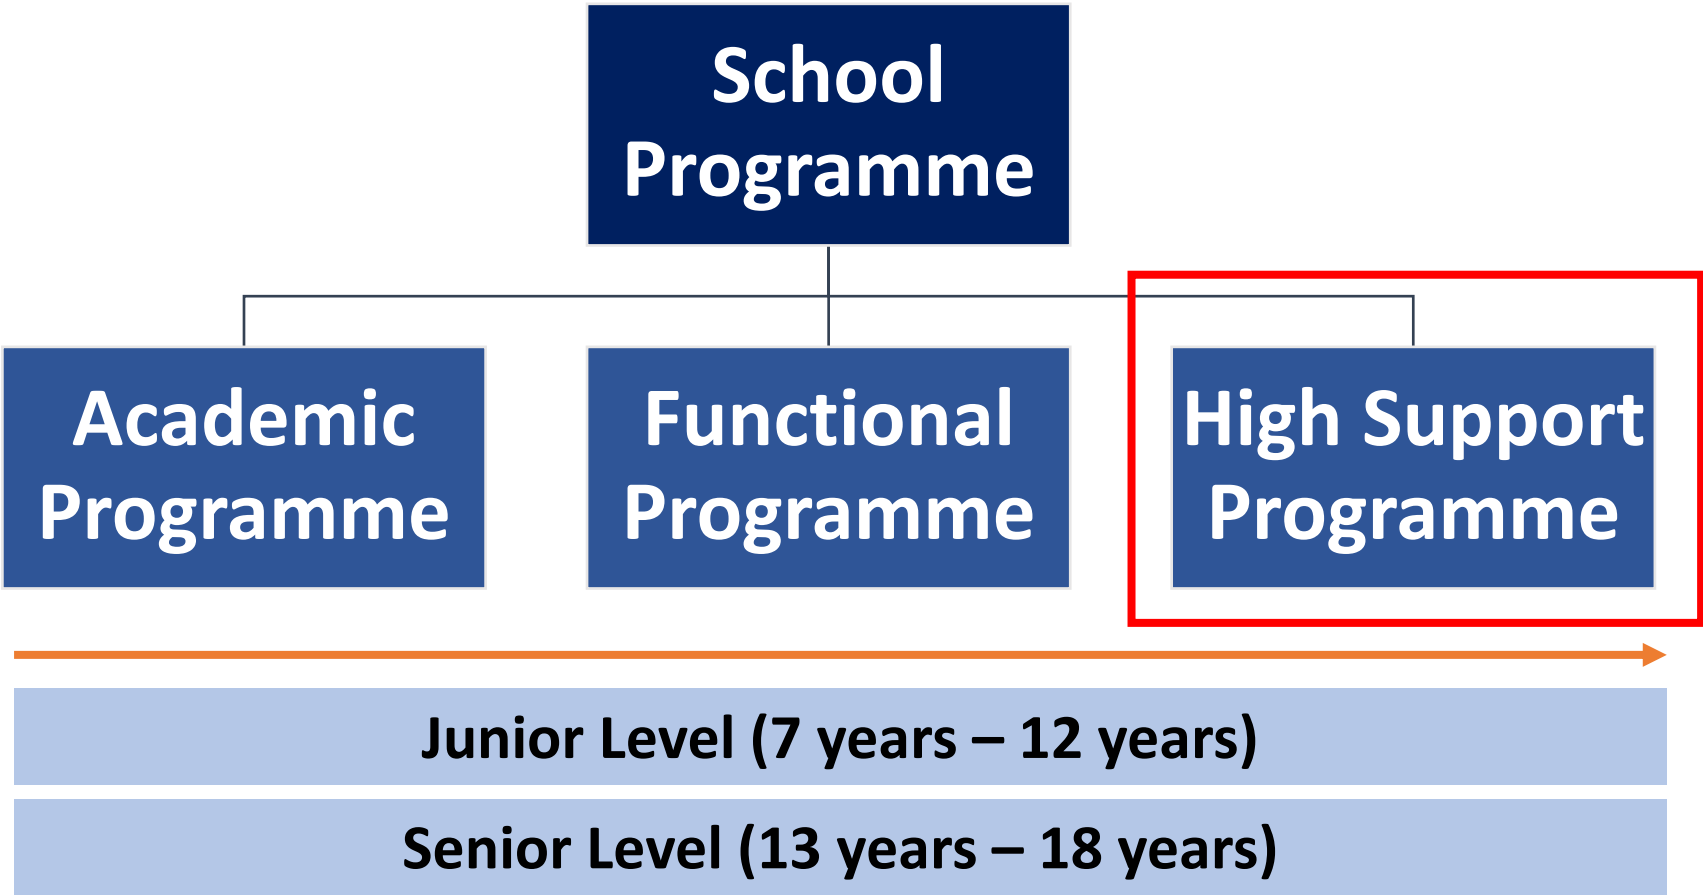 School
Programme
Academic
Programme
Functional
Programme
High Support
Programme
Junior Level (7 years – 12 years)
Senior Level (13 years – 18 years)